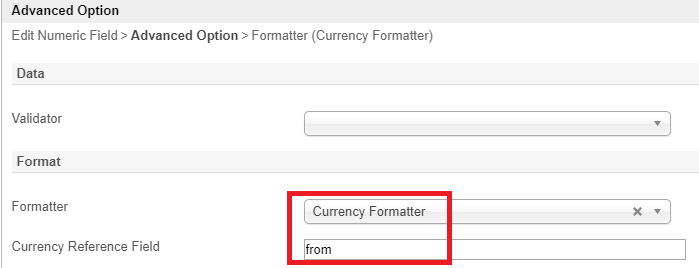 Advanced Option
Edit Numeric Field > Advanced Option > Formatter (Currency Formatter)
Data
Validator
Format
Formatter Currency Formatter
Currency Reference Field from